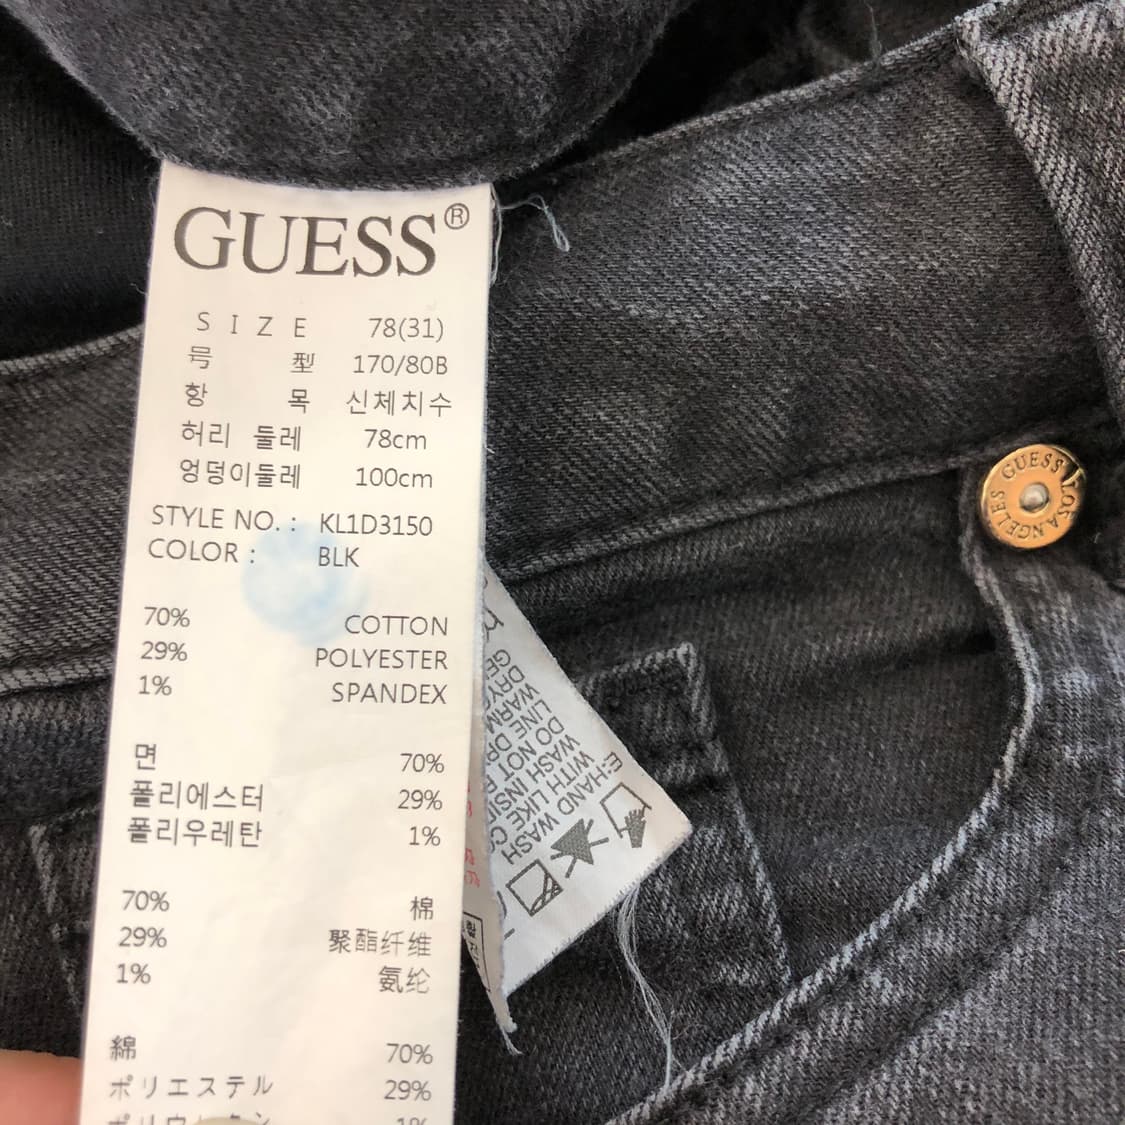 GUESS®
SIZE 78(31)
号 型 170/80B
항 목 신체치수
허리 둘레 78cm
엉덩이둘레 100cm
STYLE NO. : KL1D3150
COLOR : BLK
70% COTTON
29% POLYESTER
1% SPANDEX
면 70%
폴리에스터 29%
폴리우레탄 1%
70% 棉
29% 聚酯纤维
1% 氨纶
綿 70%
ポリエステル 29%
GUESS LOS ANGELES
E:HAND WASH
WITH LIKE
WASH
DO NOT
LINE
WARM